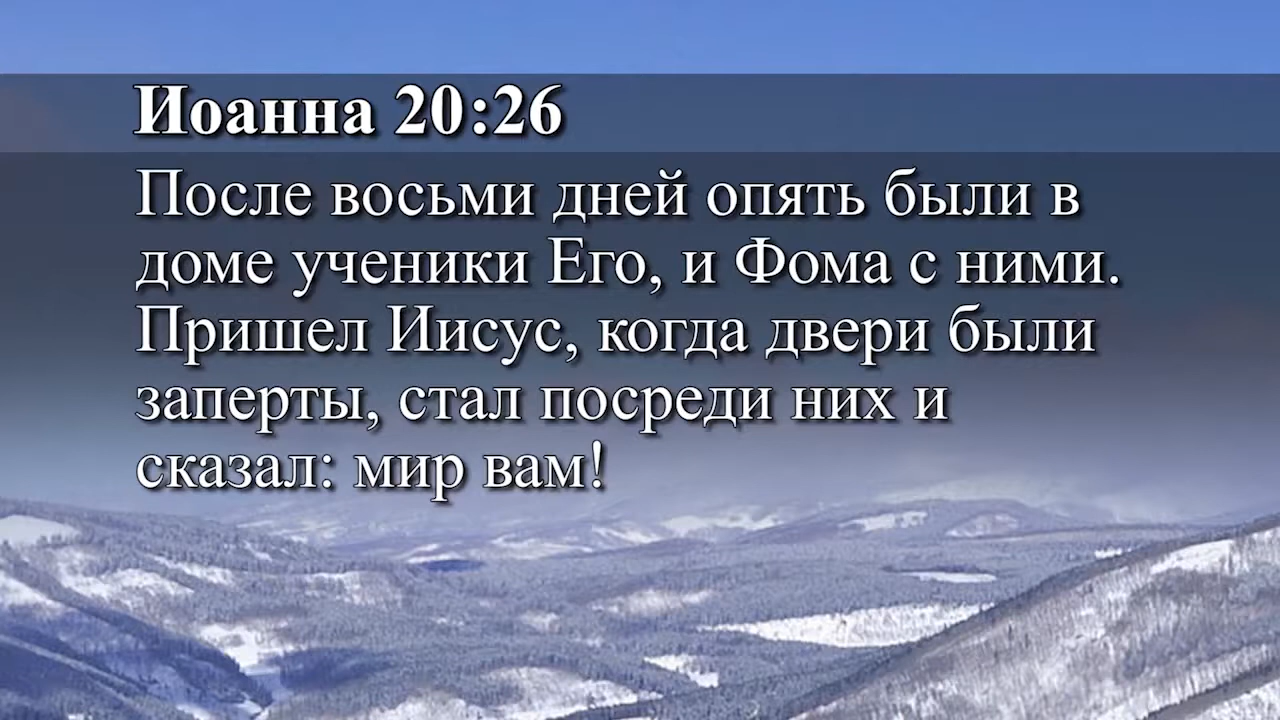 Иоанна 20:26
После восьми дней опять были в
доме ученики Его, и Фома с ними.
Пришел Иисус, когда двери были
заперты, стал посреди них и
сказал: мир вам!